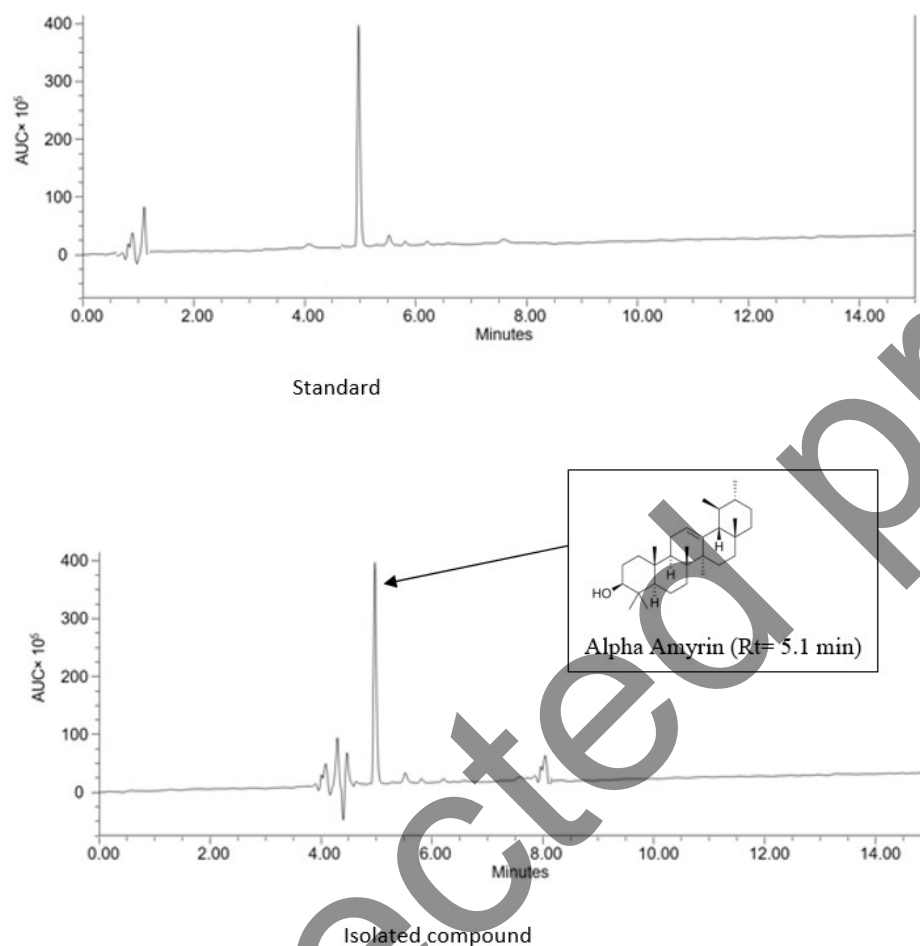 400
300
200
100
0
AUC× 10⁵
0.00 2.00 4.00 6.00 8.00 10.00 12.00 14.00
Minutes
Standard
H
H
H
HO
Alpha Amyrin (Rt= 5.1 min)
400
300
200
100
0
AUC× 10⁵
0.00 2.00 4.00 6.00 8.00 10.00 12.00 14.00
Minutes
Isolated compound
ected pr